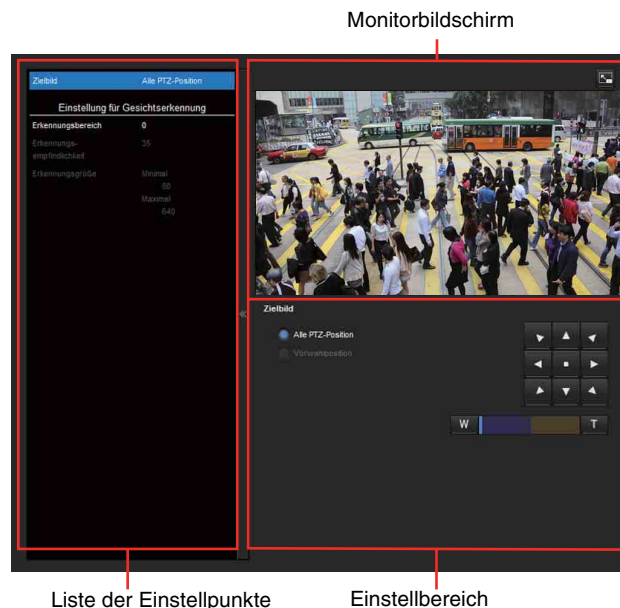 Monitorbildschirm
Zielbild Alle PTZ-Position
Einstellung für Gesichtserkennung
Erkennungsbereich 0
Erkennungs-
empfindlichkeit 35
Erkennungsgröße Minimal
60
Maximal
640
«
Zielbild
Alle PTZ-Position
Vorwahlposition
W T
Liste der Einstellpunkte Einstellbereich